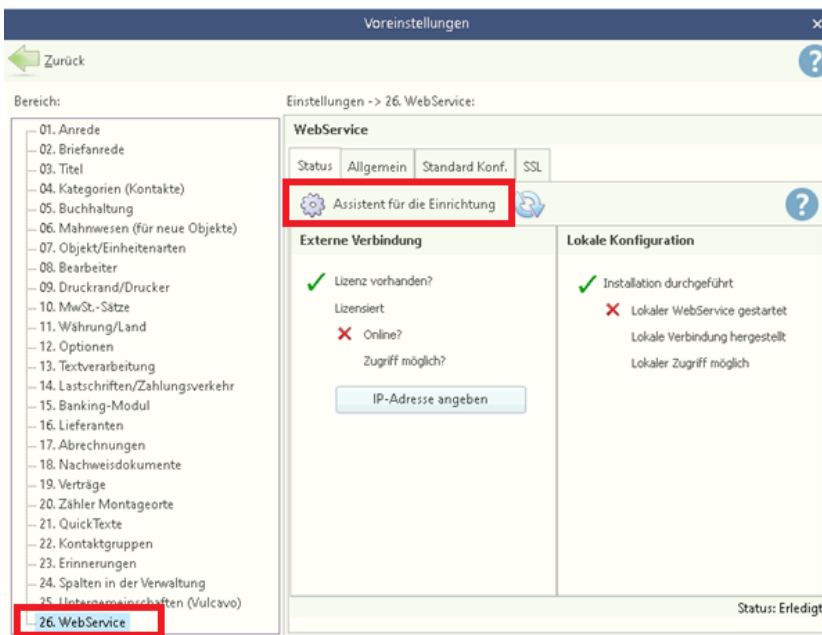 Voreinstellungen
Zurück
Bereich:
01. Anrede
02. Briefanrede
03. Titel
04. Kategorien (Kontakte)
05. Buchhaltung
06. Mahnwesen (für neue Objekte)
07. Objekt/Einheitenarten
08. Bearbeiter
09. Druckrand/Drucker
10. MwSt.-Sätze
11. Währung/Land
12. Optionen
13. Textverarbeitung
14. Lastschriften/Zahlungsverkehr
15. Banking-Modul
16. Lieferanten
17. Abrechnungen
18. Nachweisdokumente
19. Verträge
20. Zähler Montageorte
21. QuickTexte
22. Kontaktgruppen
23. Erinnerungen
24. Spalten in der Verwaltung
25. Untergemeinschaften (Vulcavo)
26. WebService
Einstellungen -> 26. WebService:
WebService
Status Allgemein Standard Konf. SSL
Assistent für die Einrichtung
Externe Verbindung
Lizenz vorhanden?
Lizensiert
Online?
Zugriff möglich?
IP-Adresse angeben
Lokale Konfiguration
Installation durchgeführt
Lokaler WebService gestartet
Lokale Verbindung hergestellt
Lokaler Zugriff möglich
Status: Erledigt